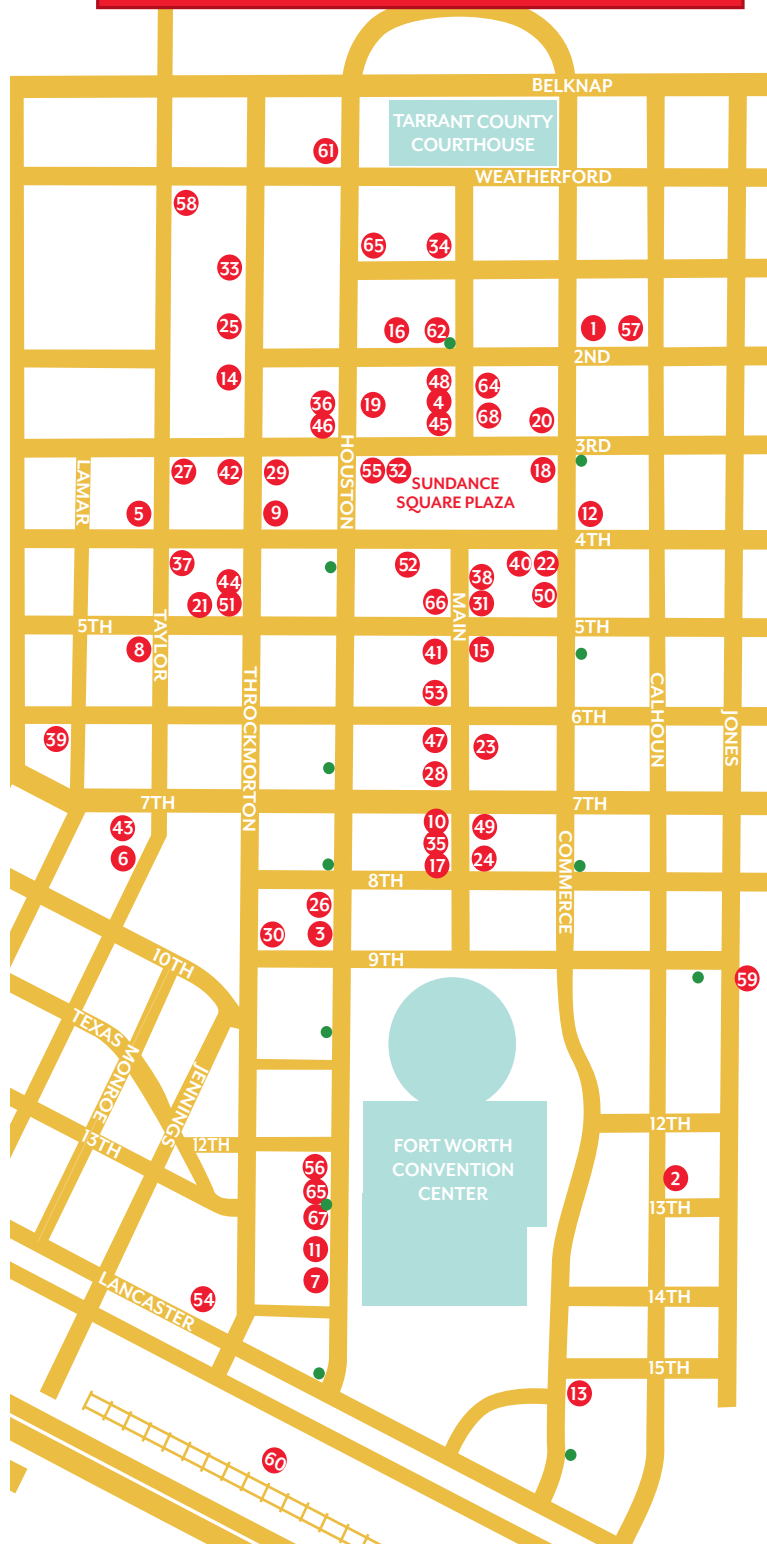 BELKNAP
TARRANT COUNTY
COURTHOUSE
61
WEATHERFORD
58
65
34
33
25
16
62
1
57
2ND
14
48
64
36
19
4
68
46
45
20
3RD
HOUSTON
LAMAR
27
42
29
55
32
18
SUNDANCE
SQUARE PLAZA
5
9
12
4TH
37
52
40
22
44
38
21
51
66
31
50
MAIN
TAYLOR
5TH
5TH
8
41
15
THROCKMORTON
53
CALHOUN
JONES
6TH
39
47
23
28
7TH
7TH
43
10
49
35
6
17
24
COMMERCE
8TH
26
30
3
9TH
10TH
59
TEXAS
MONROE
JENNINGS
12TH
13TH
12TH
FORT WORTH
CONVENTION
CENTER
56
2
65
13TH
67
11
7
54
LANCASTER
14TH
15TH
13
60